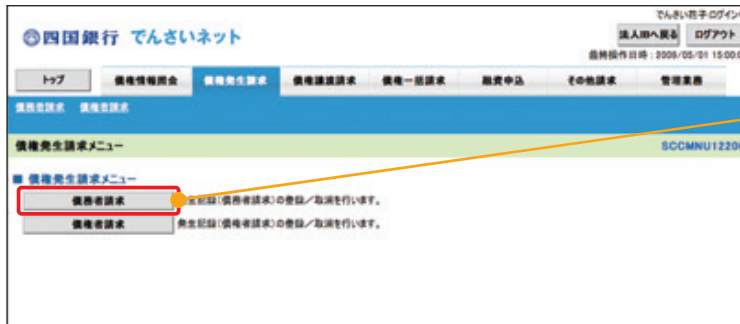 でんさい花子:ログイン
四国銀行 でんさいネット
法人IBへ戻る ログアウト
最終操作日時:2009/05/01 15:00:0
トップ 債権情報照会 債権発生請求 債権譲渡請求 債権一括請求 融資申込 その他請求 管理業務
債務者請求 債権者請求
債権発生請求メニュー SCCMNU1220
■ 債権発生請求メニュー
債務者請求 生記録(債務者請求)の登録/取消を行います。
債権者請求 発生記録(債権者請求)の登録/取消を行います。